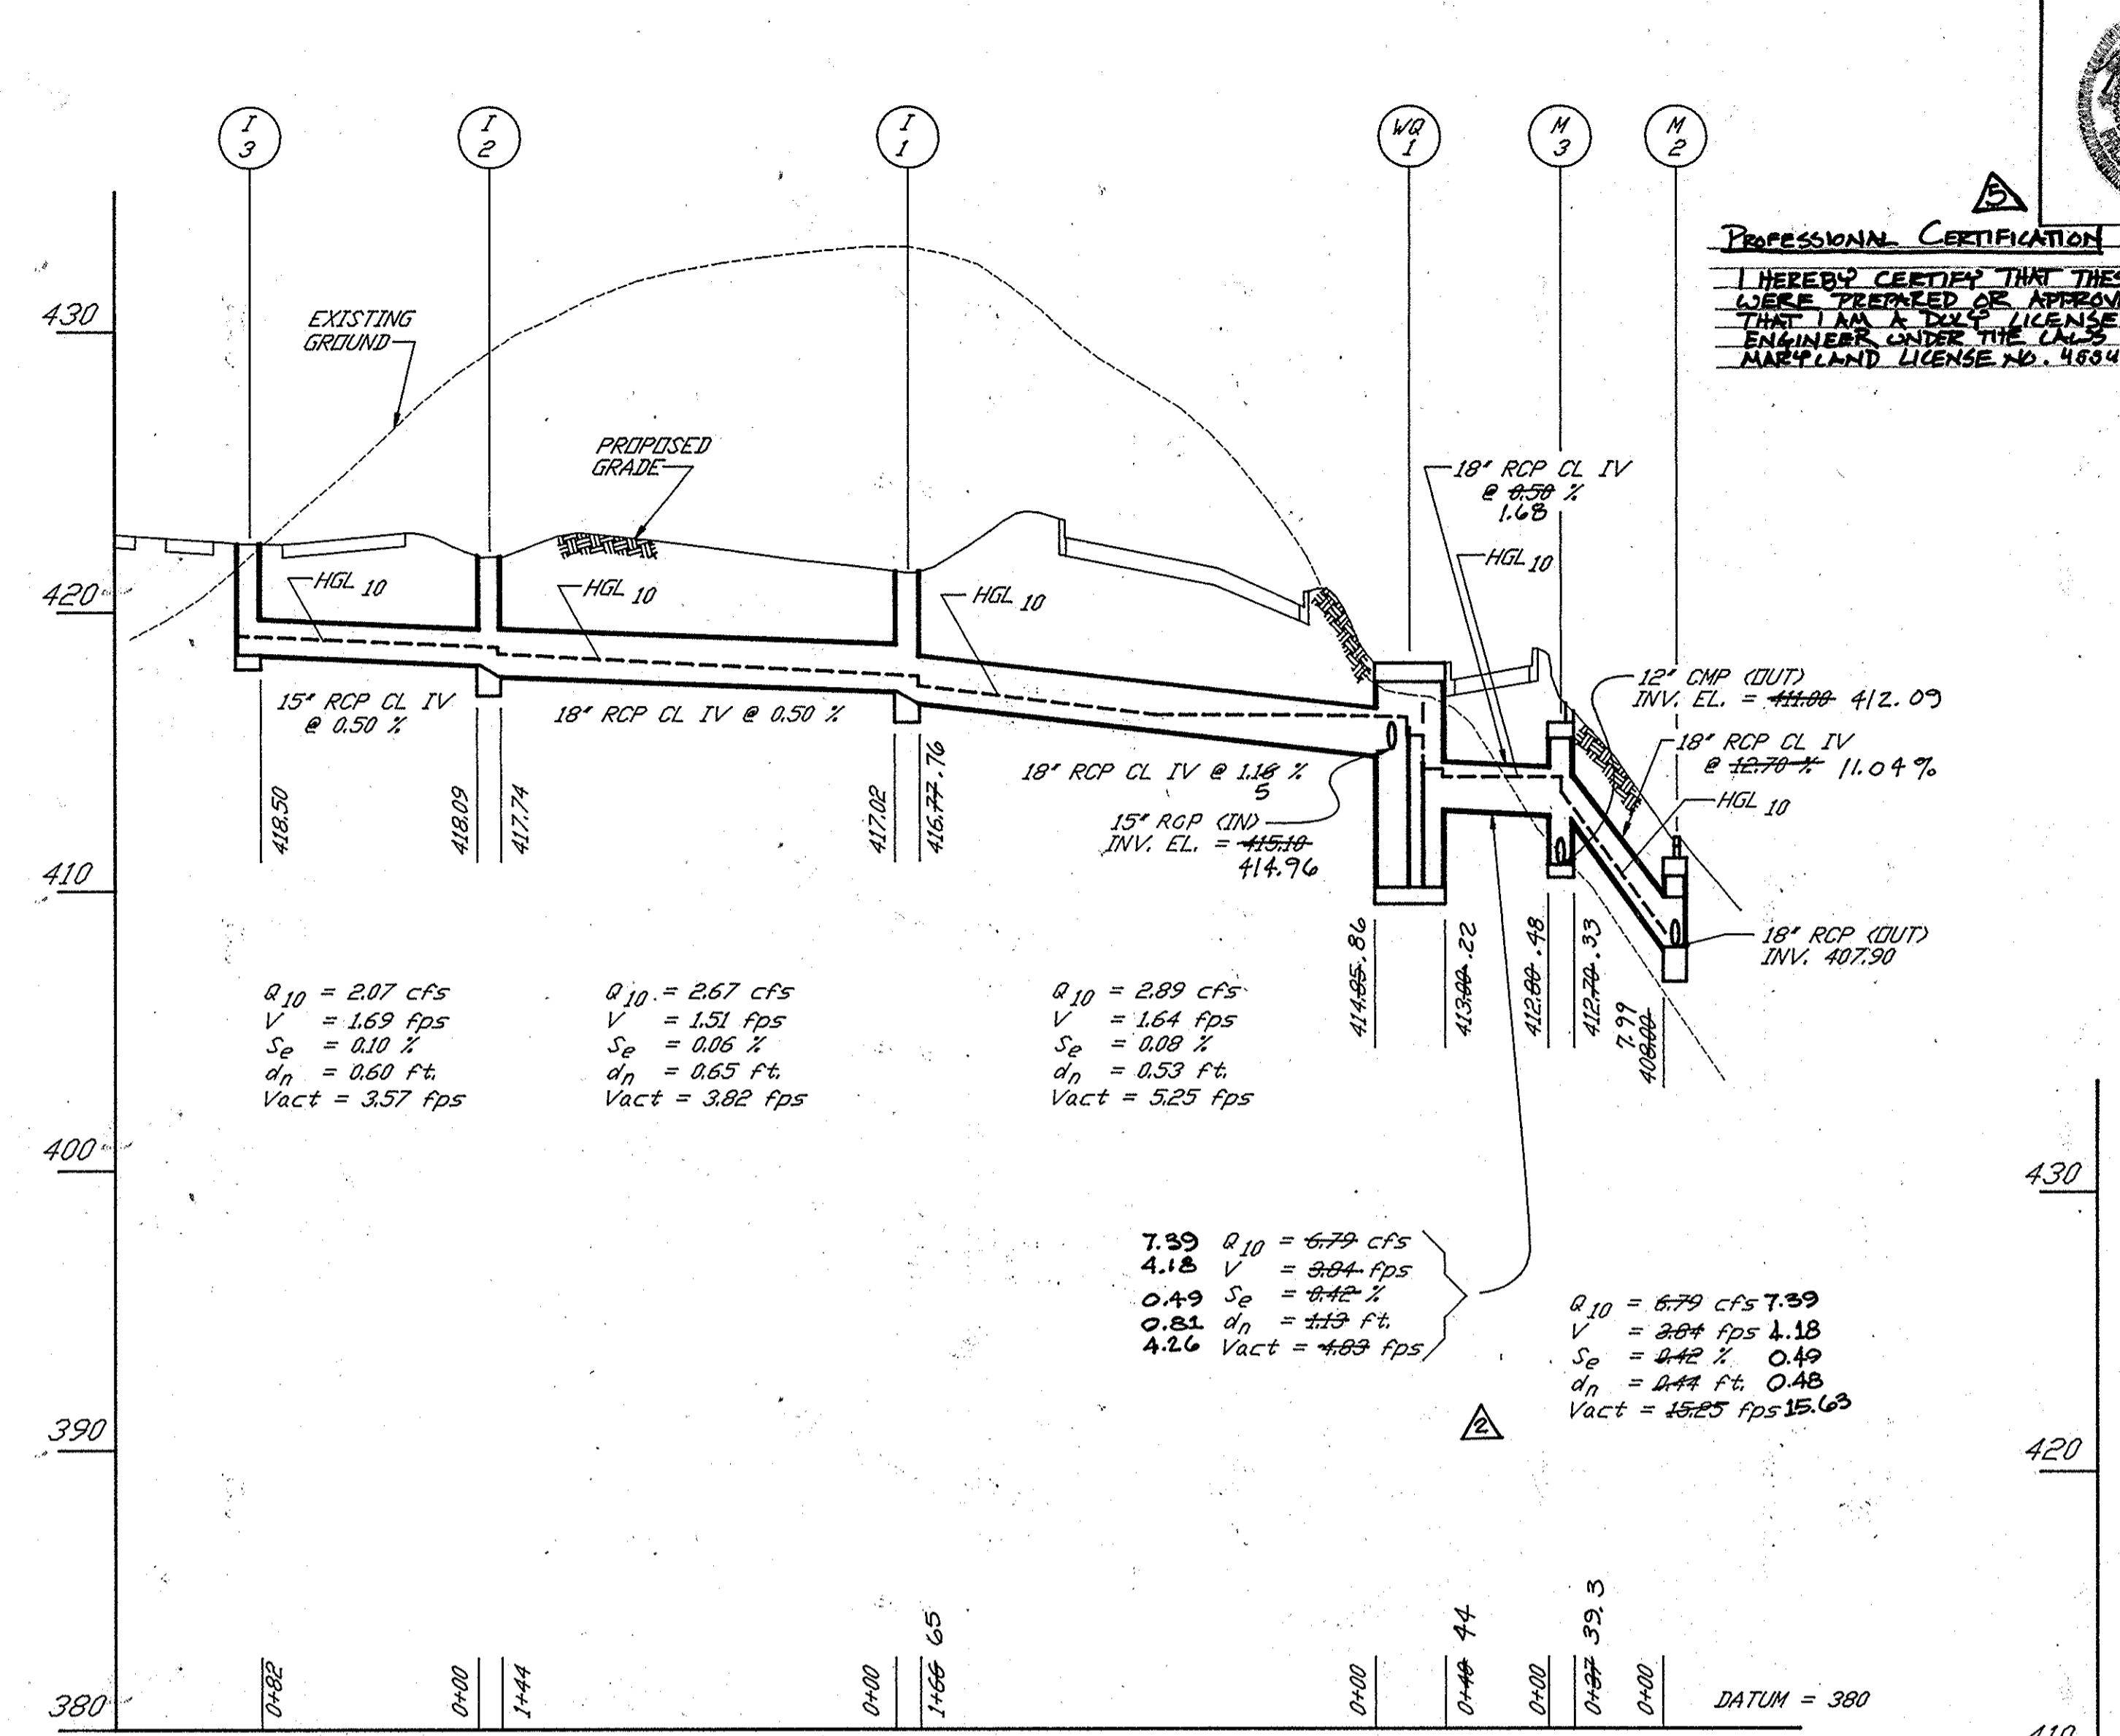 I
3
I
2
I
1
WQ
1
M
3
M
2
5
PROFESSIONAL CERTIFICATION
I HEREBY CERTIFY THAT
WERE PREPARED OR
THAT I AM A DULY
ENGINEER UNDER THE LAWS
MARYLAND LICENSE NO.
430
420
410
400
390
380
EXISTING
GROUND
PROPOSED
GRADE
HGL 10
HGL 10
HGL 10
18" RCP CL IV
@ 0.50 %
1.68
HGL 10
12" CMP (OUT)
INV. EL. = 411.00 412.09
18" RCP CL IV
@ 12.70 % 11.04%
HGL 10
15" RCP CL IV
@ 0.50 %
18" RCP CL IV @ 0.50 %
18" RCP CL IV @ 1.16 %
5
15" RCP (IN)
INV. EL. = 415.10
414.96
18" RCP (OUT)
INV. 407.90
418.50
418.09
417.74
417.02
416.77 .76
414.95 .86
413.00 .22
412.80 .48
412.70 .33
7.99
408.00
Q10 = 2.07 cfs
V = 1.69 fps
Se = 0.10 %
dn = 0.60 ft.
Vact = 3.57 fps
Q10 = 2.67 cfs
V = 1.51 fps
Se = 0.06 %
dn = 0.65 ft.
Vact = 3.82 fps
Q10 = 2.89 cfs
V = 1.64 fps
Se = 0.08 %
dn = 0.53 ft.
Vact = 5.25 fps
7.39 Q10 = 6.79 cfs
4.18 V = 3.84 fps
0.49 Se = 0.42 %
0.81 dn = 1.13 ft.
4.26 Vact = 4.83 fps
Q10 = 6.79 cfs 7.39
V = 3.84 fps 4.18
Se = 0.42 % 0.49
dn = 0.44 ft. 0.48
Vact = 15.25 fps 15.63
2
0+82
0+00
1+44
0+00
1+66 65
0+00
0+48 44
0+00
0+37 39.3
0+00
DATUM = 380
430
420
410